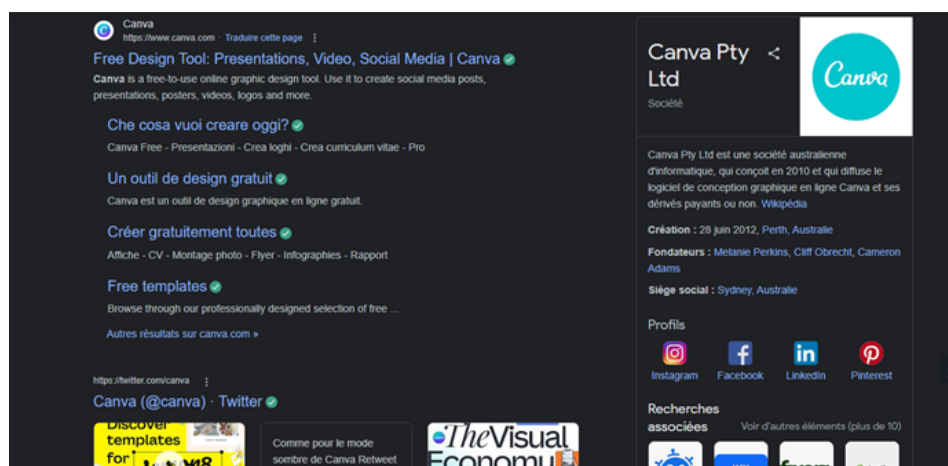 Canva
https://www.canva.com · Traduire cette page
Free Design Tool: Presentations, Video, Social Media | Canva
Canva is a free-to-use online graphic design tool. Use it to create social media posts,
presentations, posters, videos, logos and more.
Che cosa vuoi creare oggi?
Canva Free - Presentazioni - Crea loghi - Crea curriculum vitae - Pro
Un outil de design gratuit
Canva est un outil de design graphique en ligne gratuit.
Créer gratuitement toutes
Affiche - CV - Montage photo - Flyer - Infographies - Rapport
Free templates
Browse through our professionally designed selection of free ...
Autres résultats sur canva.com »
https://twitter.com/canva
Canva (@canva) · Twitter
Discover
templates
for
Comme pour le mode
sombre de Canva Retweet
TheVisual
Economy
Canva Pty
Ltd
Société
Canva
Canva Pty Ltd est une société australienne
d'informatique, qui conçoit en 2010 et qui diffuse le
logiciel de conception graphique en ligne Canva et ses
dérivés payants ou non. Wikipédia
Création : 28 juin 2012, Perth, Australie
Fondateurs : Melanie Perkins, Cliff Obrecht, Cameron
Adams
Siège social : Sydney, Australie
Profils
Instagram Facebook LinkedIn Pinterest
Recherches
associées Voir d'autres éléments (plus de 10)